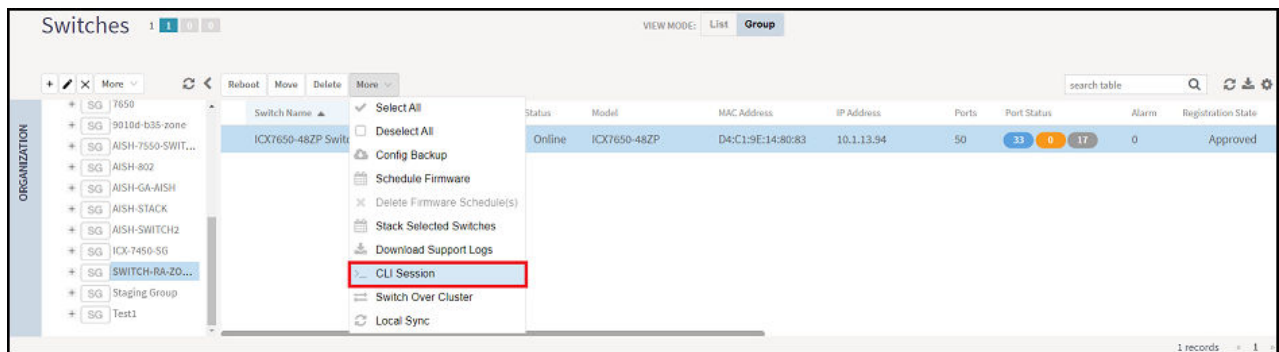 Switches 1 1 0 0 VIEW MODE: List Group
+ More Reboot Move Delete More search table
ORGANIZATION
+ SG 7650
+ SG 9010d-b35-zone
+ SG AISH-7550-SWIT...
+ SG AISH-802
+ SG AISH-GA-AISH
+ SG AISH-STACK
+ SG AISH-SWITCH2
+ SG ICX-7450-SG
+ SG SWITCH-RA-ZO...
+ SG Staging Group
+ SG Test1
Switch Name Status Model MAC Address IP Address Ports Port Status Alarm Registration State
ICX7650-48ZP Switc Online ICX7650-48ZP D4:C1:9E:14:80:83 10.1.13.94 50 33 0 17 0 Approved
Select All
Deselect All
Config Backup
Schedule Firmware
Delete Firmware Schedule(s)
Stack Selected Switches
Download Support Logs
>_ CLI Session
Switch Over Cluster
Local Sync
1 records « 1 »